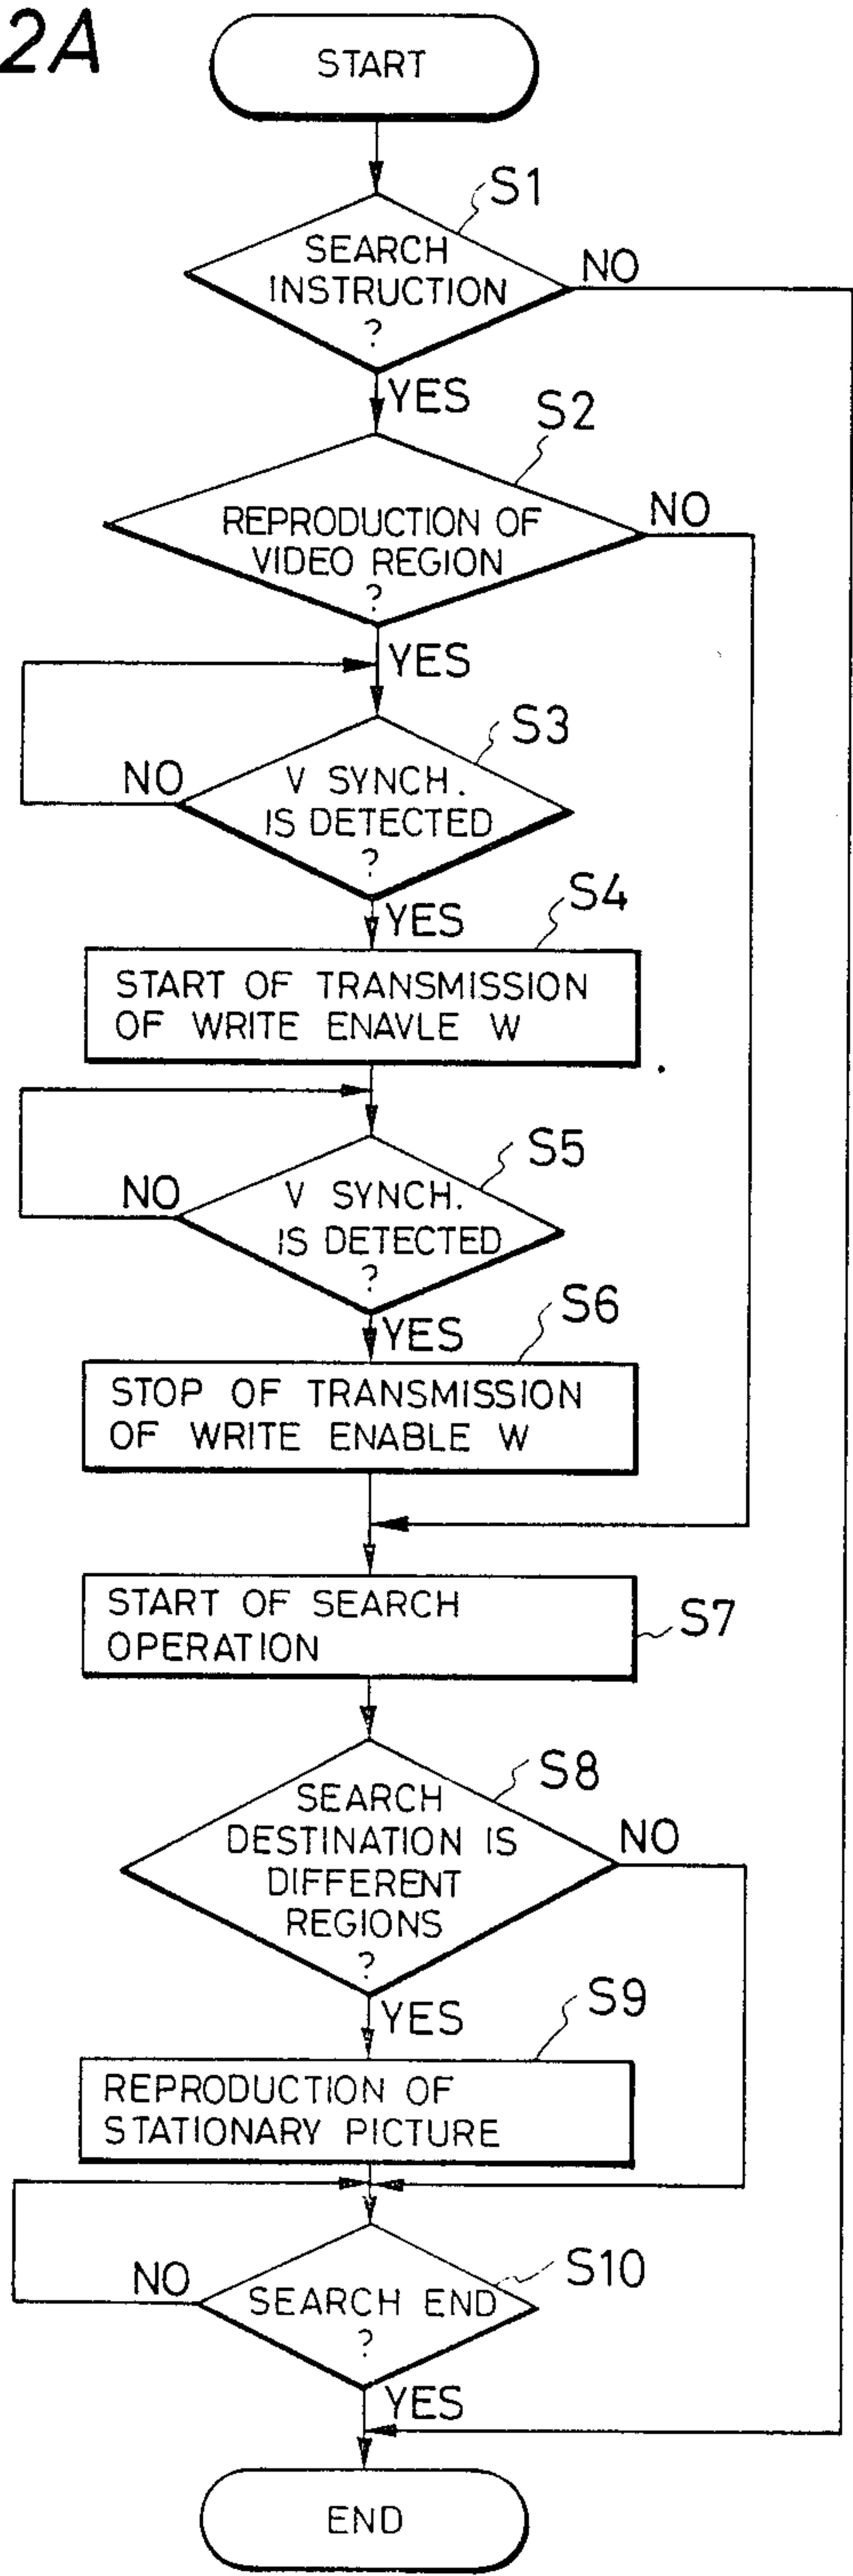 2A
START
S1
SEARCH
INSTRUCTION
?
NO
YES
S2
REPRODUCTION OF
VIDEO REGION
?
NO
YES
S3
V SYNCH.
IS DETECTED
?
NO
YES
S4
START OF TRANSMISSION
OF WRITE ENAVLE W
S5
V SYNCH.
IS DETECTED
?
NO
YES
S6
STOP OF TRANSMISSION
OF WRITE ENABLE W
START OF SEARCH
OPERATION
S7
S8
SEARCH
DESTINATION IS
DIFFERENT
REGIONS
?
NO
YES
S9
REPRODUCTION OF
STATIONARY PICTURE
NO
S10
SEARCH END
?
YES
END